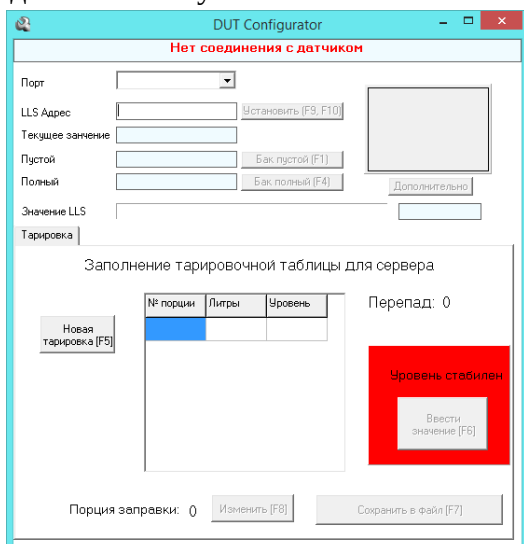 DUT Configurator
Нет соединения с датчиком
Порт
LLS Адрес
Установить (F9, F10)
Текущее занчение
Пустой
Бак пустой (F1)
Полный
Бак полный (F4)
Дополнительно
Значение LLS
Тарировка
Заполнение тарировочной таблицы для сервера
№ порции Литры Уровень
Перепад: 0
Новая
тарировка (F5)
Уровень стабилен
Ввести
значение (F6)
Порция заправки: 0
Изменить (F8)
Сохранить в файл (F7)